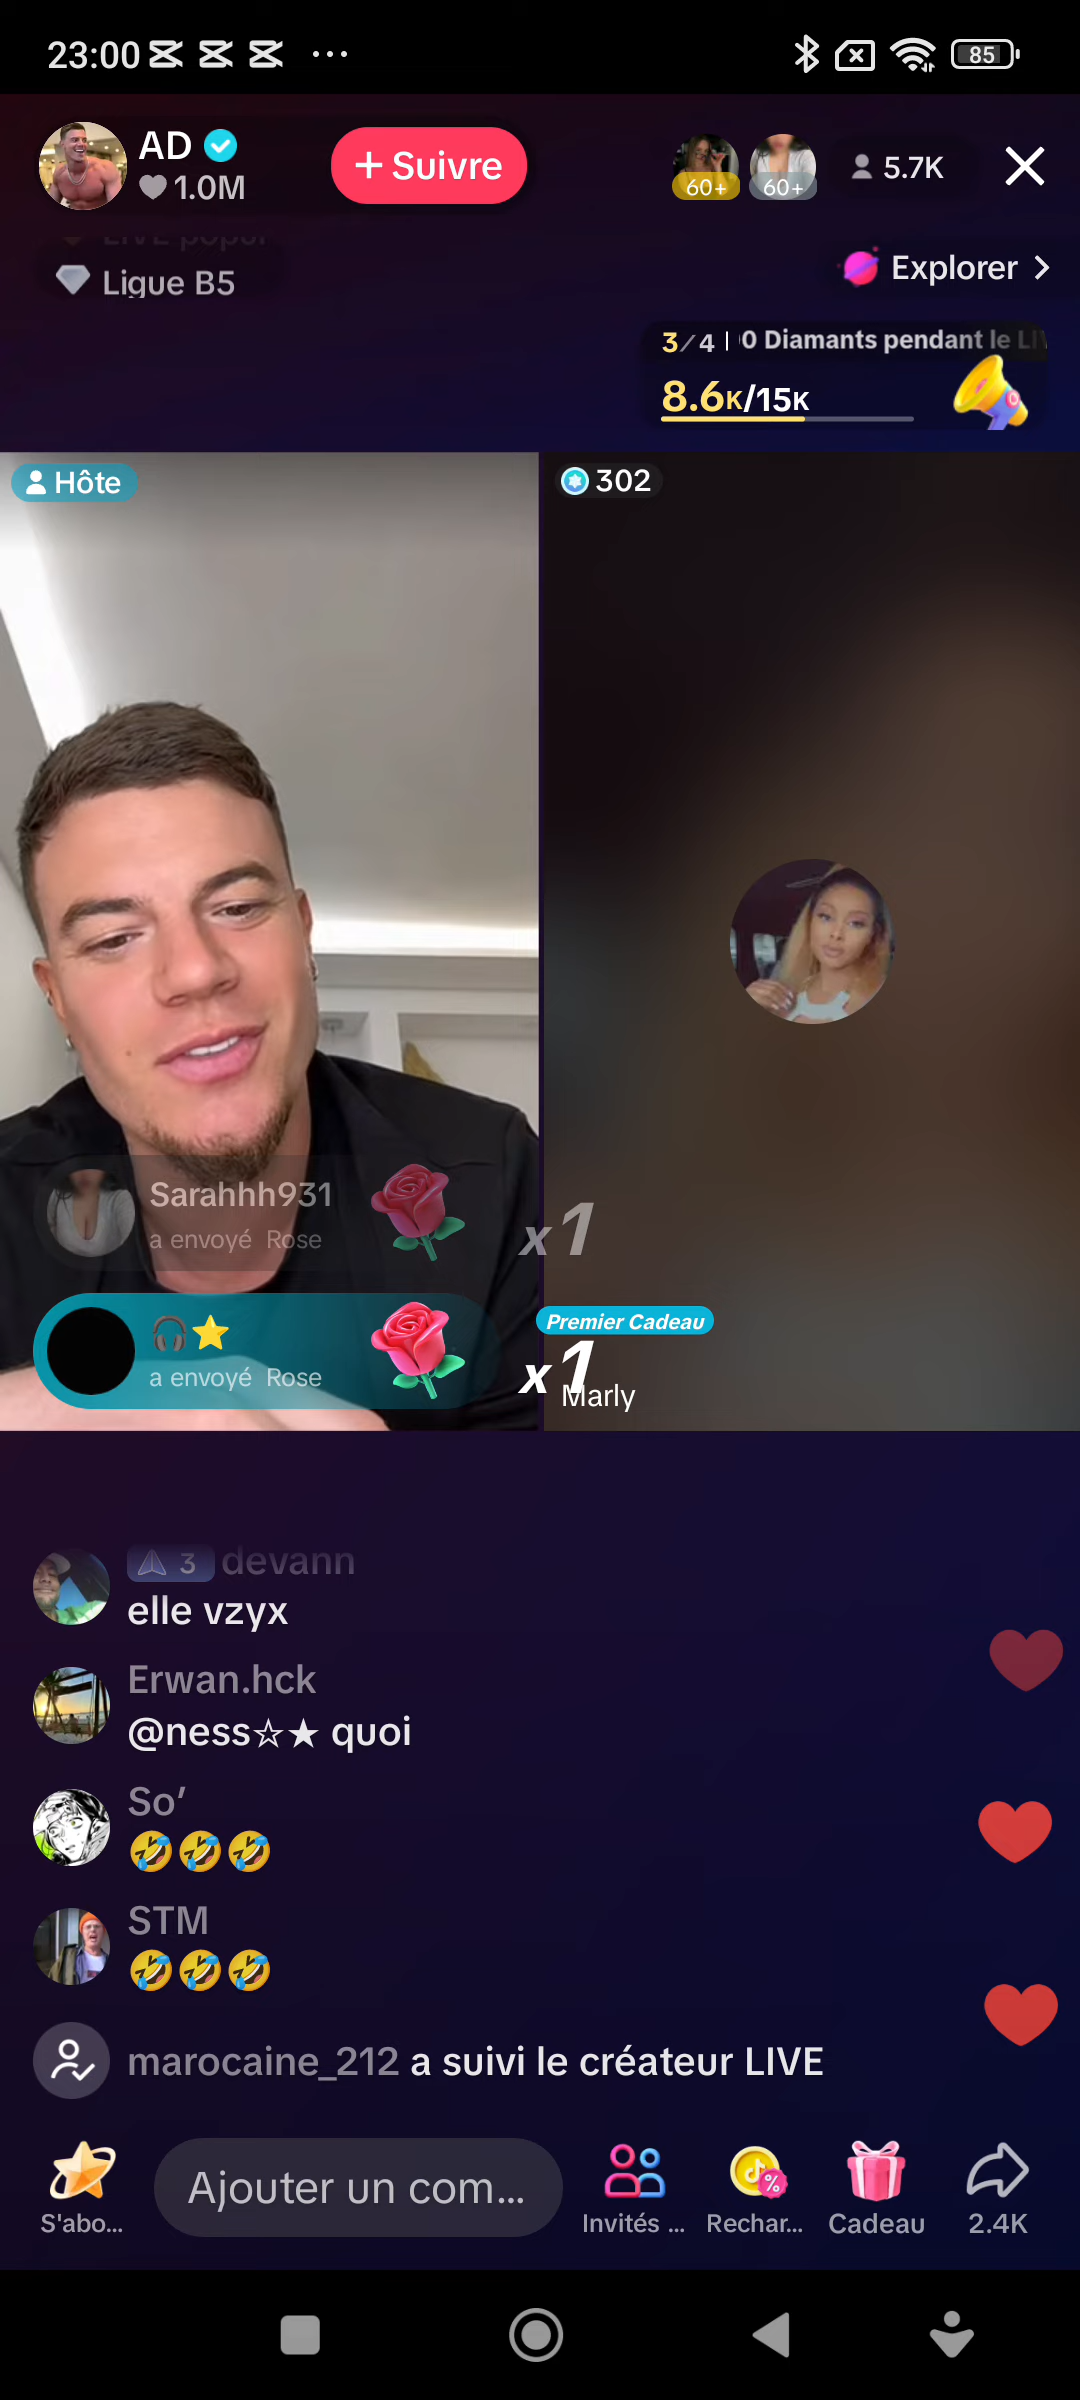 23:00
85
AD
1.0M
+ Suivre
60+
60+
5.7K
Ligue B5
Explorer
3/4 | 0 Diamants pendant le LI
8.6K/15K
Hôte
302
Sarahhh931
a envoyé Rose
x1
Premier Cadeau
a envoyé Rose
x1
Marly
3 devann
elle vzyx
Erwan.hck
@ness☆★ quoi
So’
🤣🤣🤣
STM
🤣🤣🤣
marocaine_212 a suivi le créateur LIVE
Ajouter un com...
S'abo...
Invités ...
Rechar...
Cadeau
2.4K